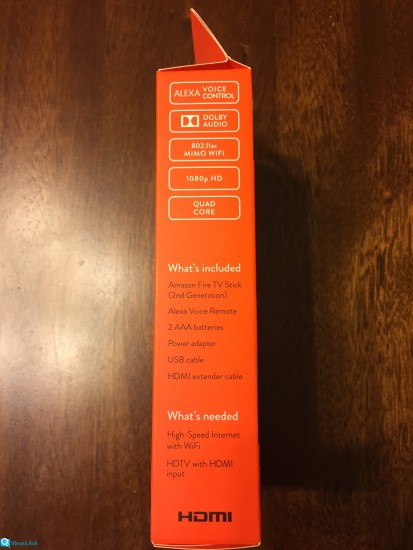 ALEXA VOICE CONTROL
DOLBY AUDIO
802.11ac
MIMO WIFI
1080p HD
QUAD
CORE
What's included
Amazon Fire TV Stick
(2nd Generation)
Alexa Voice Remote
2 AAA batteries
Power adapter
USB cable
HDMI extender cable
What's needed
High-Speed Internet
with WiFi
HDTV with HDMI
input
HDMI
View&Ask